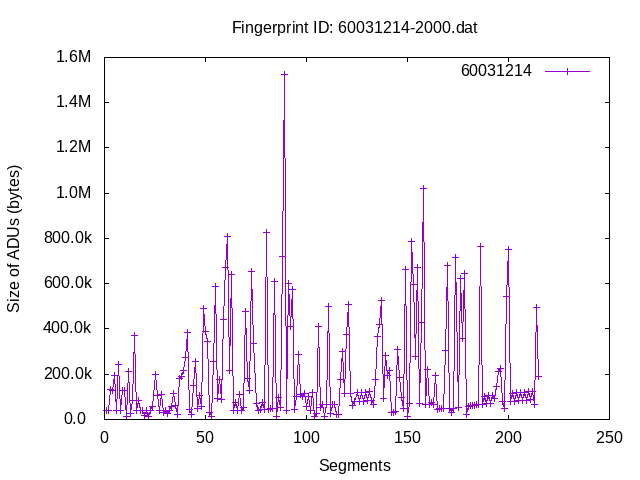 Fingerprint ID: 60031214-2000.dat
60031214
1.6M
1.4M
1.2M
1.0M
800.0k
600.0k
400.0k
200.0k
0.0
Size of ADUs (bytes)
0 50 100 150 200 250
Segments